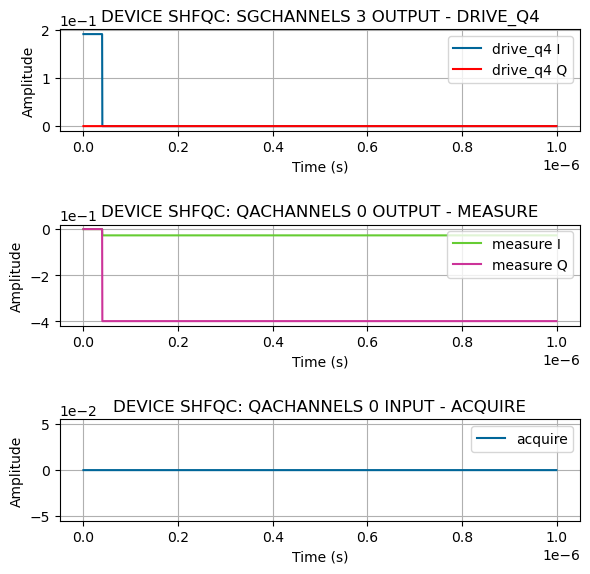 DEVICE SHFQC: SGCHANNELS 3 OUTPUT - DRIVE_Q4
1e−1
2
1
0
Amplitude
drive_q4 I
drive_q4 Q
0.0 0.2 0.4 0.6 0.8 1.0
Time (s)
1e−6
DEVICE SHFQC: QACHANNELS 0 OUTPUT - MEASURE
1e−1
0
−2
−4
Amplitude
measure I
measure Q
0.0 0.2 0.4 0.6 0.8 1.0
Time (s)
1e−6
DEVICE SHFQC: QACHANNELS 0 INPUT - ACQUIRE
1e−2
5
0
−5
Amplitude
acquire
0.0 0.2 0.4 0.6 0.8 1.0
Time (s)
1e−6